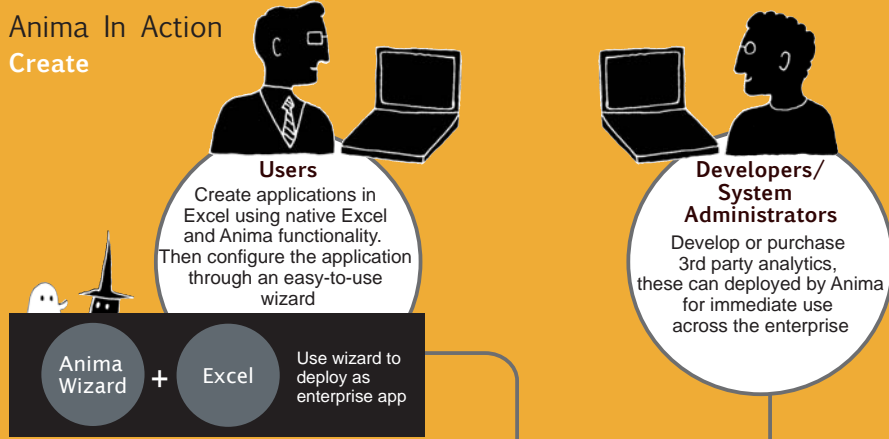 Anima In Action
Create
Users
Create applications in
Excel using native Excel
and Anima functionality.
Then configure the application
through an easy-to-use
wizard
Developers/
System
Administrators
Develop or purchase
3rd party analytics,
these can deployed by Anima
for immediate use
across the enterprise
Anima
Wizard
+
Excel
Use wizard to
deploy as
enterprise app